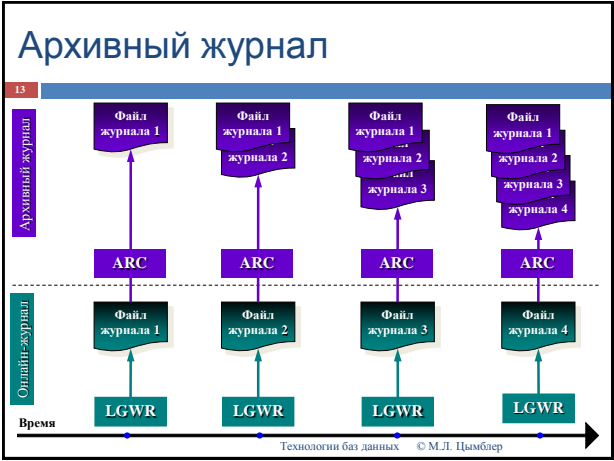 Архивный журнал
13
Архивный журнал
Файл
журнала 1
Файл
журнала 1
журнала 2
Файл
журнала 1
журнала 2
журнала 3
Файл
журнала 1
журнала 2
журнала 3
журнала 4
ARC
ARC
ARC
ARC
Онлайн-журнал
Файл
журнала 1
Файл
журнала 2
Файл
журнала 3
Файл
журнала 4
LGWR
LGWR
LGWR
LGWR
Время
Технологии баз данных © М.Л. Цымблер